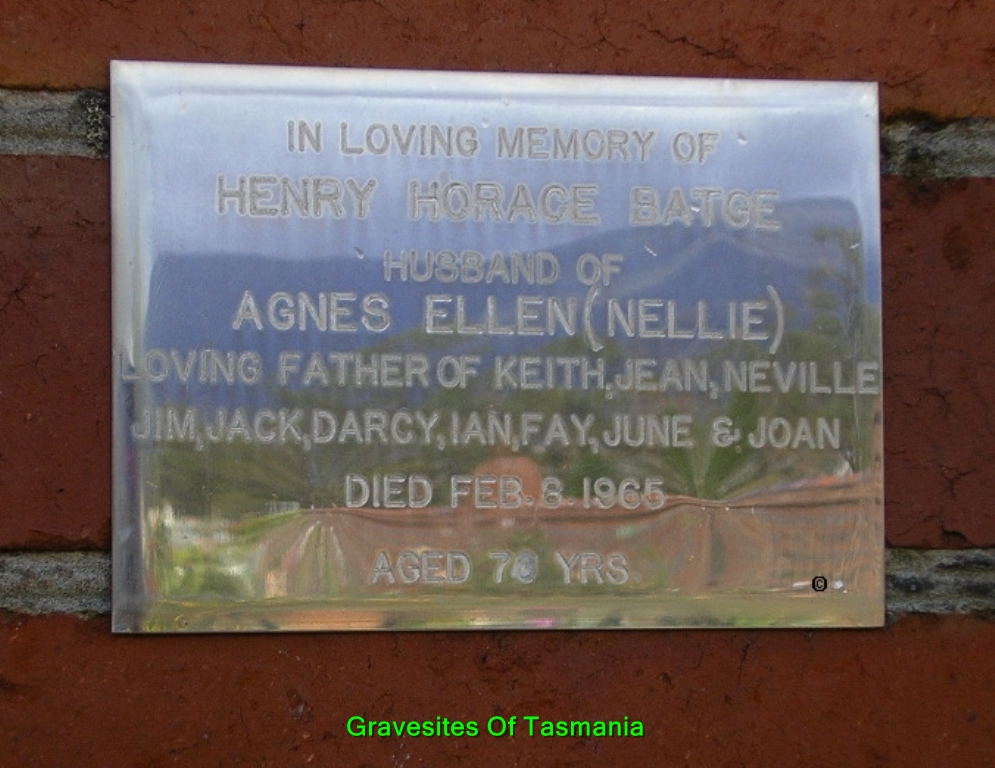 IN LOVING MEMORY OF
HENRY HORACE BATGE
HUSBAND OF
AGNES ELLEN (NELLIE)
LOVING FATHER OF KEITH, JEAN, NEVILLE
JIM, JACK, DARCY, IAN, FAY, JUNE & JOAN
DIED FEB. 8. 1965
AGED YRS.
©
Gravesites Of Tasmania